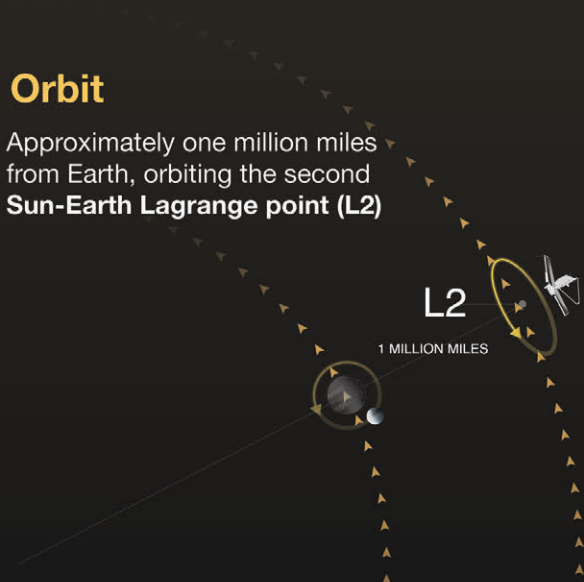 Orbit
Approximately one million miles
from Earth, orbiting the second
Sun-Earth Lagrange point (L2)
L2
1 MILLION MILES